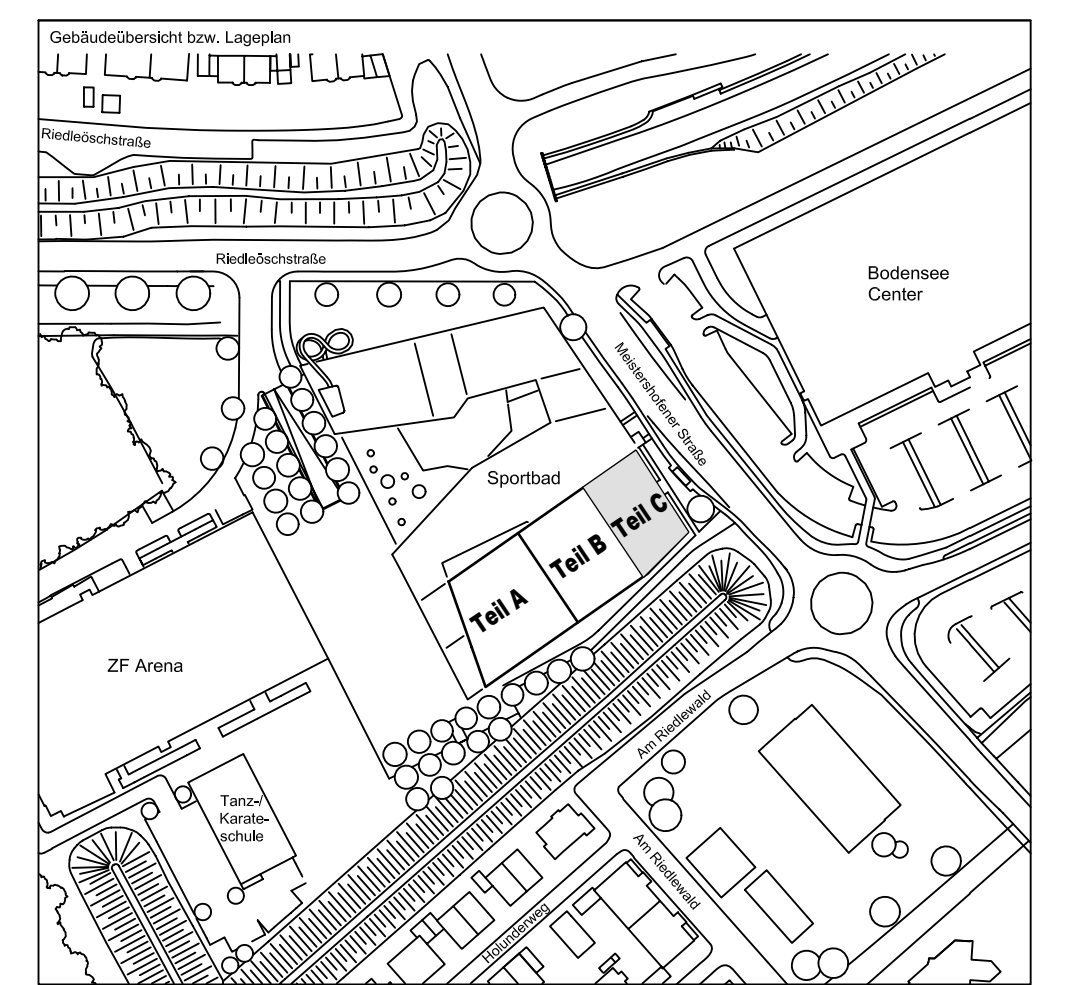 Gebäudeübersicht bzw. Lageplan
Riedleöschstraße
Riedleöschstraße
Bodensee
Center
Meistershofener Straße
Sportbad
Teil C
Teil B
Teil A
ZF Arena
Am Riedlewald
Tanz-/
Karate-
schule
Am Riedlewald
Holunderweg